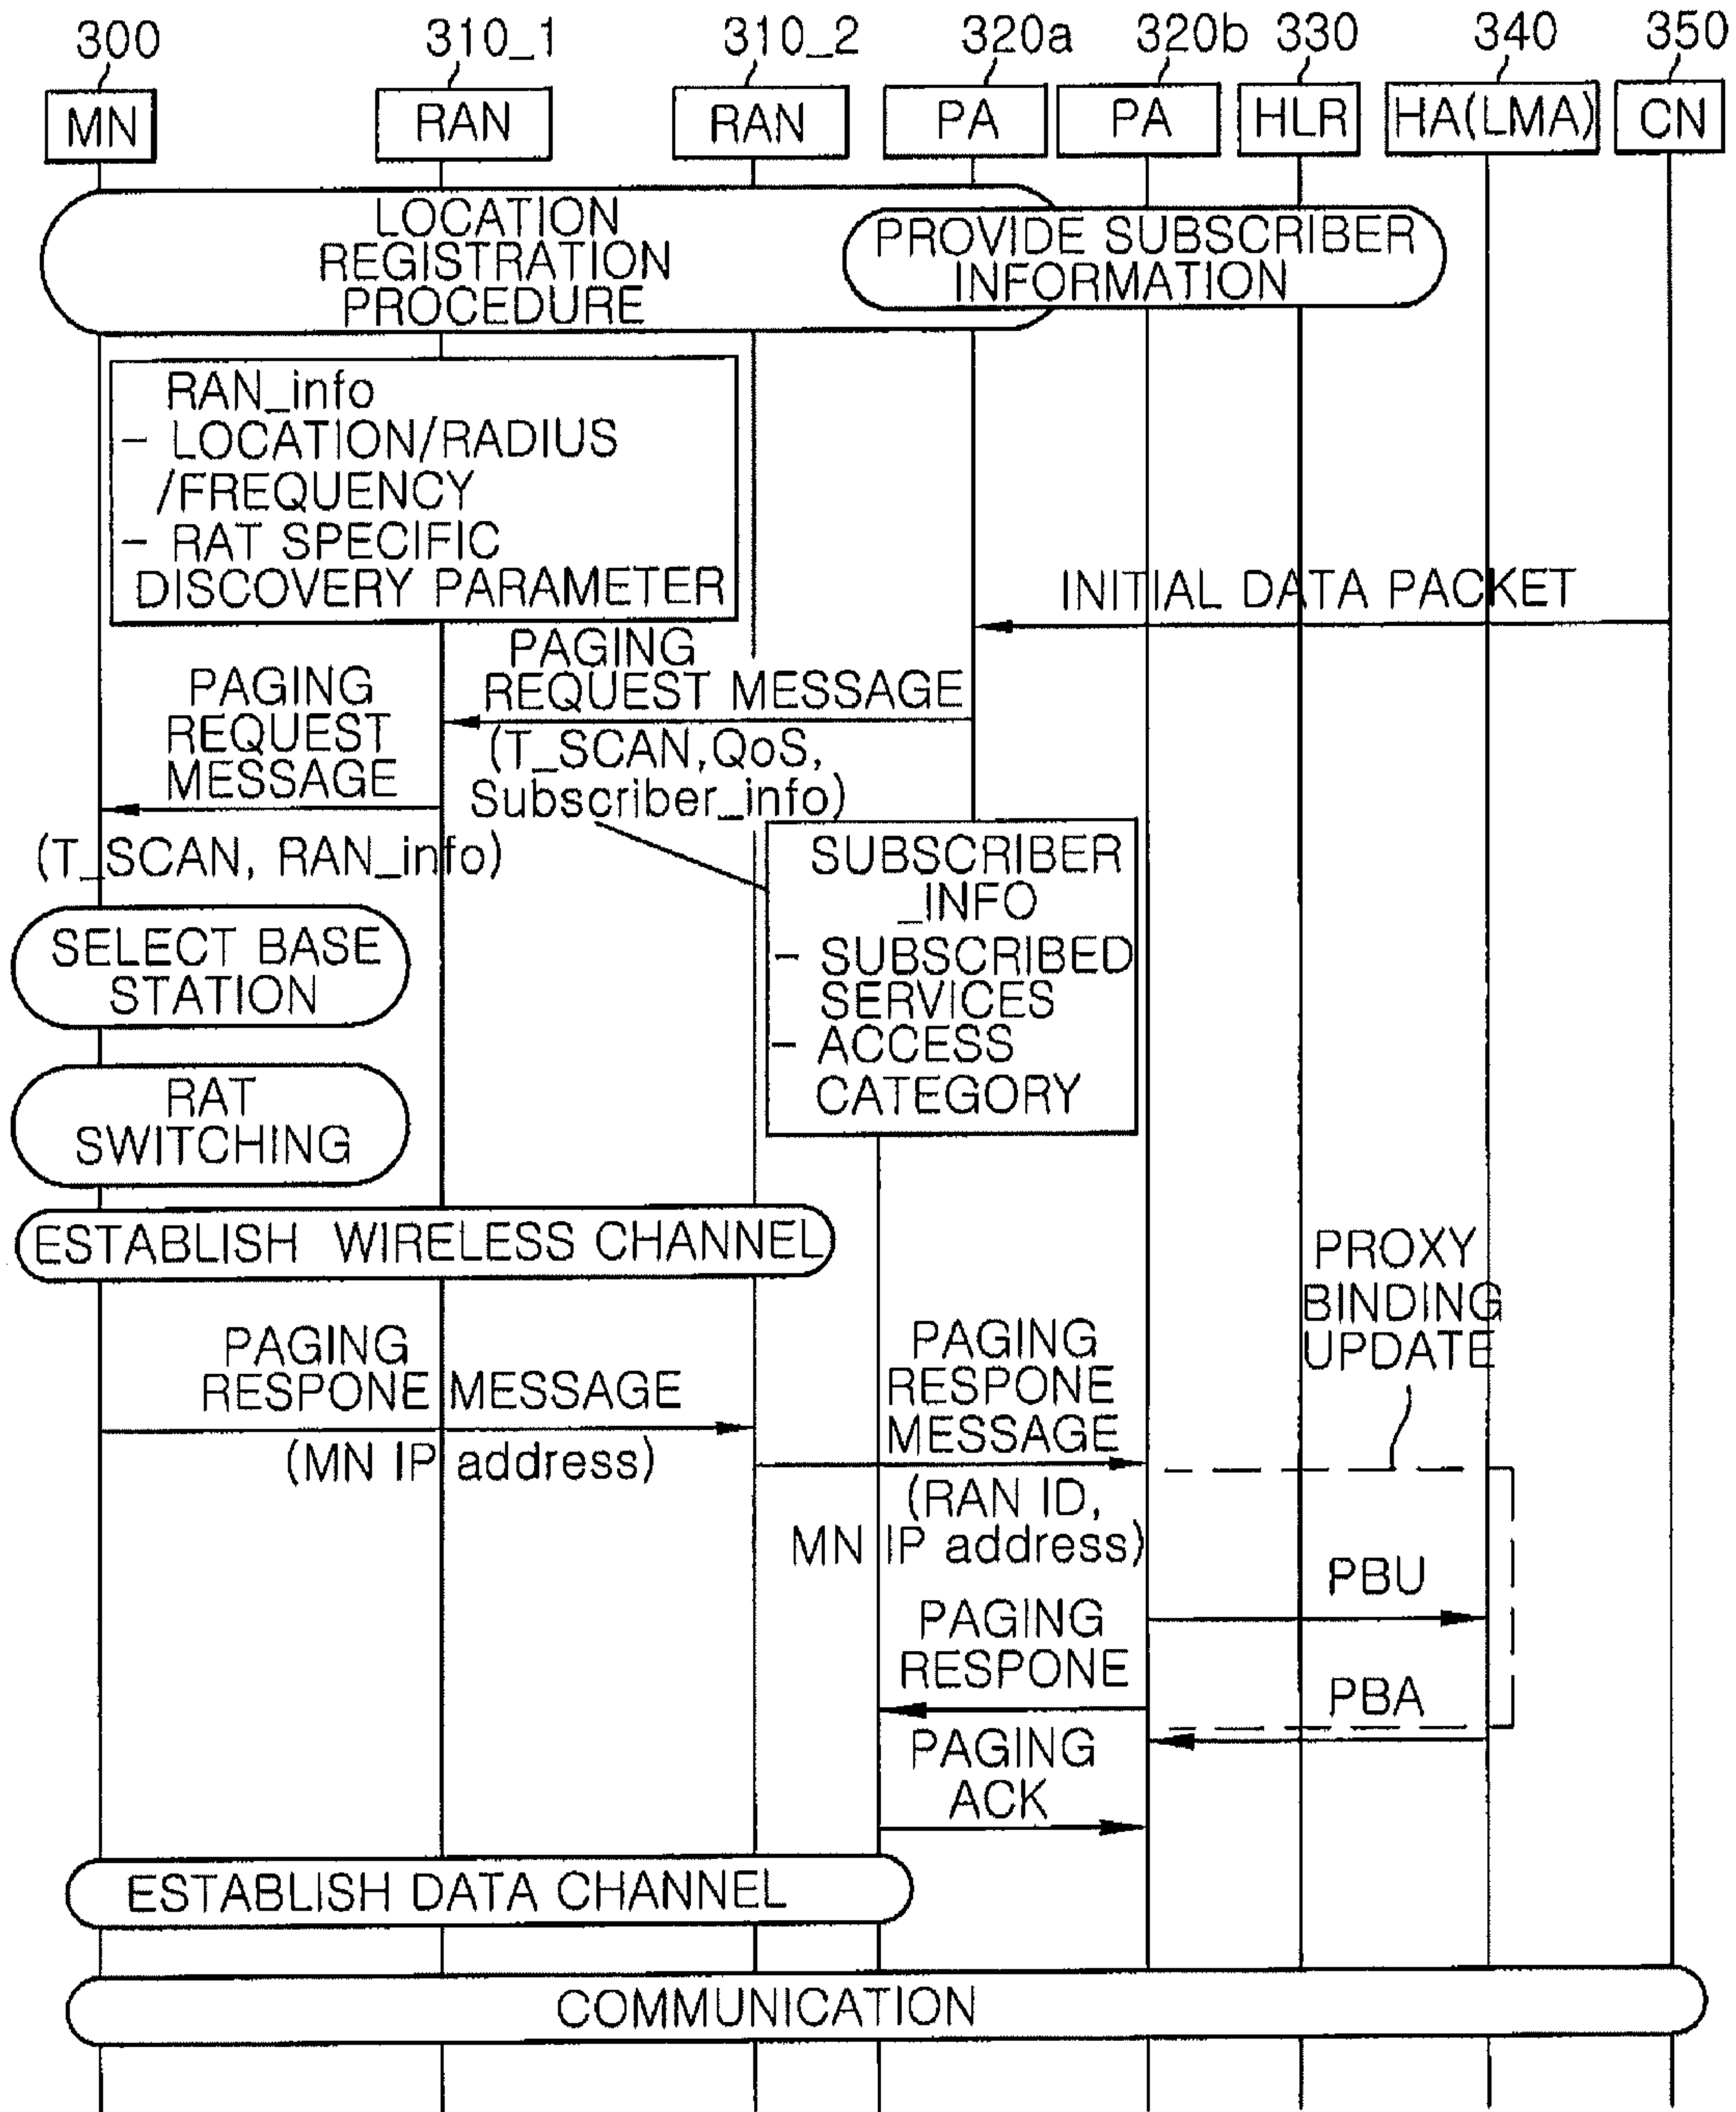 300 310_1 310_2 320a 320b 330 340 350
MN RAN RAN PA PA HLR HA(LMA) CN
LOCATION
REGISTRATION
PROCEDURE
PROVIDE SUBSCRIBER
INFORMATION
RAN_info
- LOCATION/RADIUS
/FREQUENCY
- RAT SPECIFIC
DISCOVERY PARAMETER
INITIAL DATA PACKET
PAGING
REQUEST MESSAGE
(T_SCAN,QoS,
Subscriber_info)
PAGING
REQUEST
MESSAGE
(T_SCAN, RAN_info)
SUBSCRIBER
_INFO
- SUBSCRIBED
SERVICES
- ACCESS
CATEGORY
SELECT BASE
STATION
RAT
SWITCHING
ESTABLISH WIRELESS CHANNEL
PROXY
BINDING
UPDATE
PAGING
RESPONE MESSAGE
(MN IP address)
PAGING
RESPONE
MESSAGE
(RAN ID,
MN IP address)
PBU
PAGING
RESPONE
PBA
PAGING
ACK
ESTABLISH DATA CHANNEL
COMMUNICATION